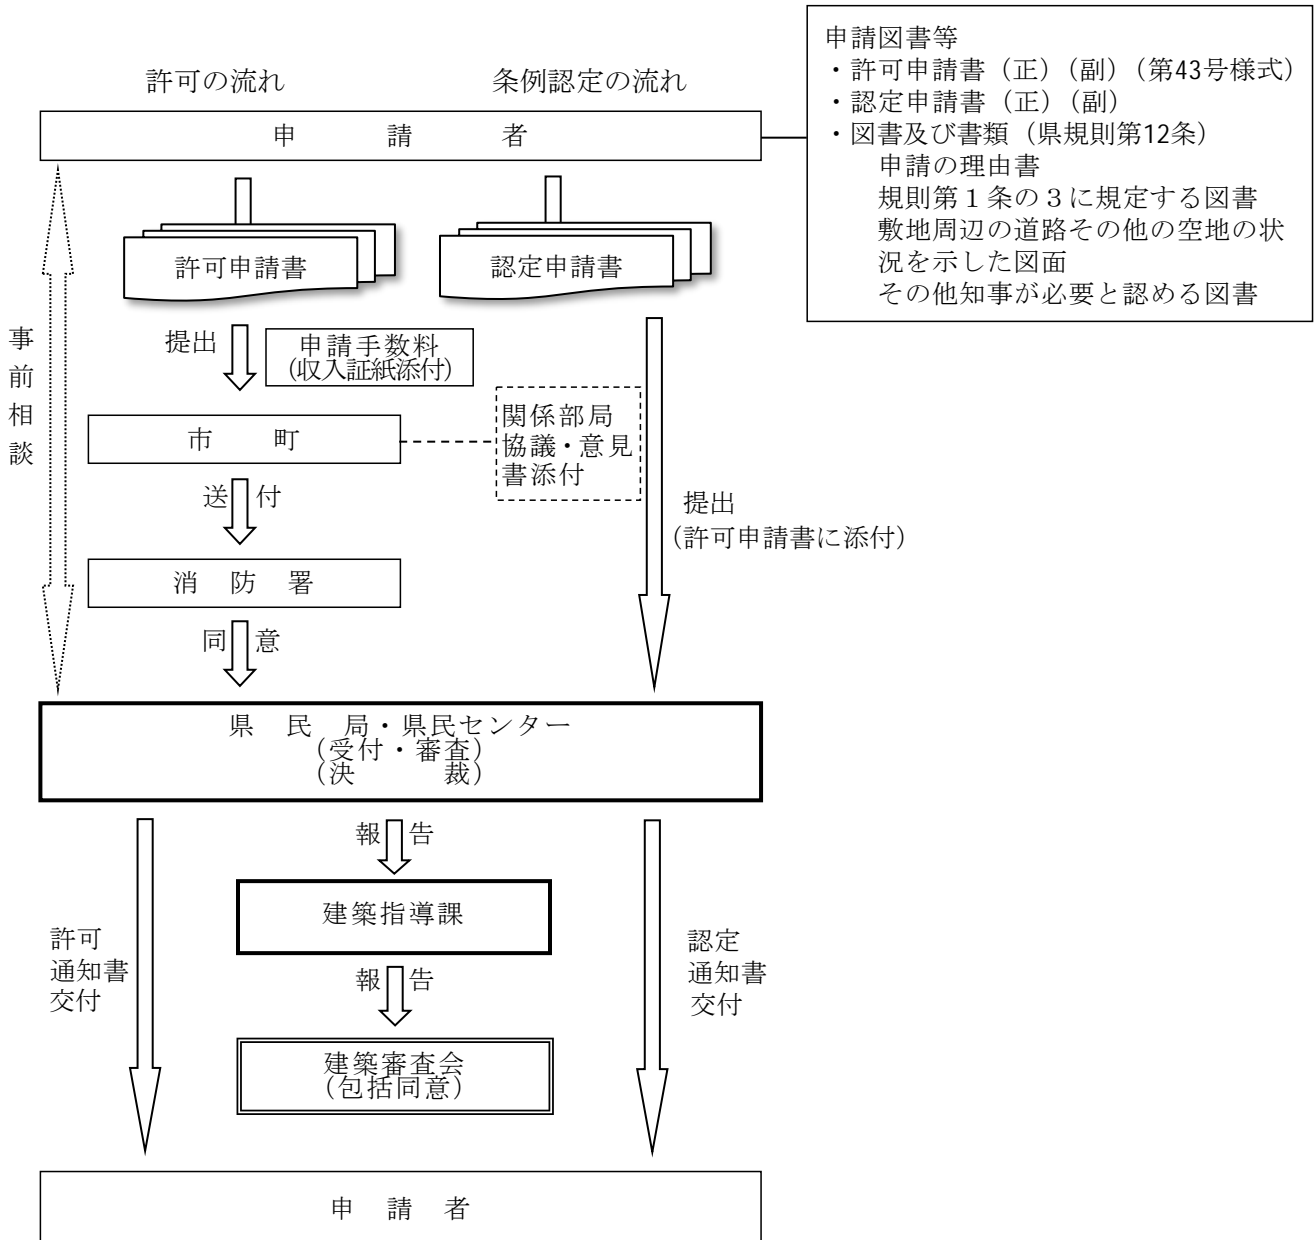 申請図書等
・許可申請書（正）（副）（第43号様式）
・認定申請書（正）（副）
・図書及び書類（県規則第12条）
申請の理由書
規則第１条の３に規定する図書
敷地周辺の道路その他の空地の状
況を示した図面
その他知事が必要と認める図書
許可の流れ
条例認定の流れ
申請者
許可申請書
認定申請書
事前相談
提出
申請手数料
(収入証紙添付)
市町
関係部局
協議・意見
書添付
送付
提出
(許可申請書に添付)
消防署
同意
県民局・県民センター
(受付・審査)
(決裁)
報告
建築指導課
許可
通知書
交付
認定
通知書
交付
報告
建築審査会
(包括同意)
申請者